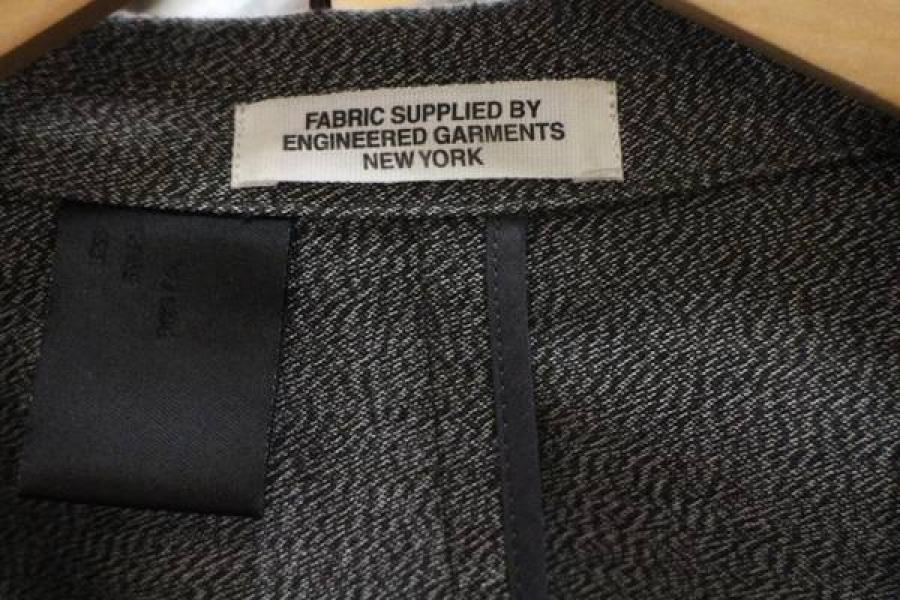 FABRIC SUPPLIED BY
ENGINEERED GARMENTS
NEW YORK